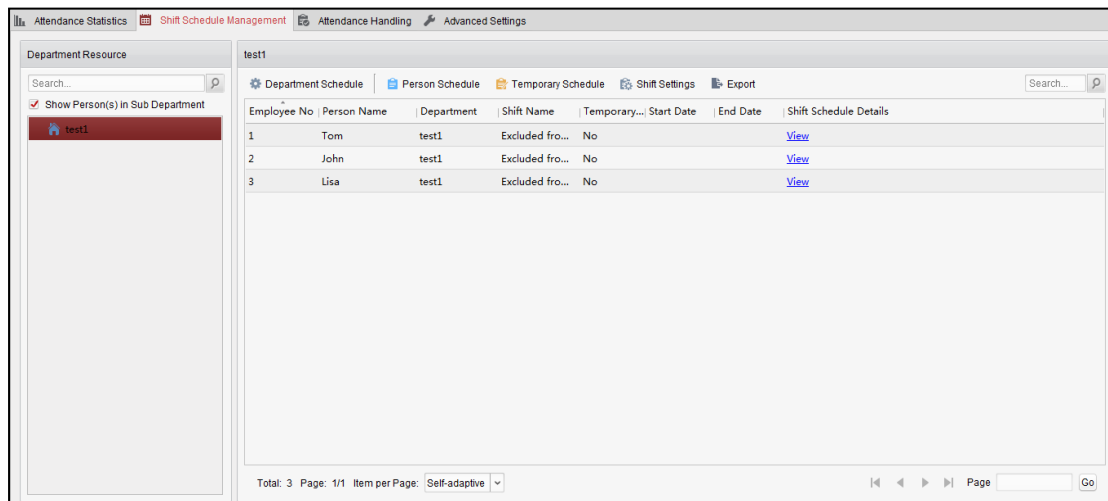 Attendance Statistics Shift Schedule Management Attendance Handling Advanced Settings
Department Resource
Search...
Show Person(s) in Sub Department
test1
test1
Department Schedule Person Schedule Temporary Schedule Shift Settings Export Search...
Employee No Person Name Department Shift Name Temporary... Start Date End Date Shift Schedule Details
1 Tom test1 Excluded fro... No View
2 John test1 Excluded fro... No View
3 Lisa test1 Excluded fro... No View
Total: 3 Page: 1/1 Item per Page: Self-adaptive Page Go